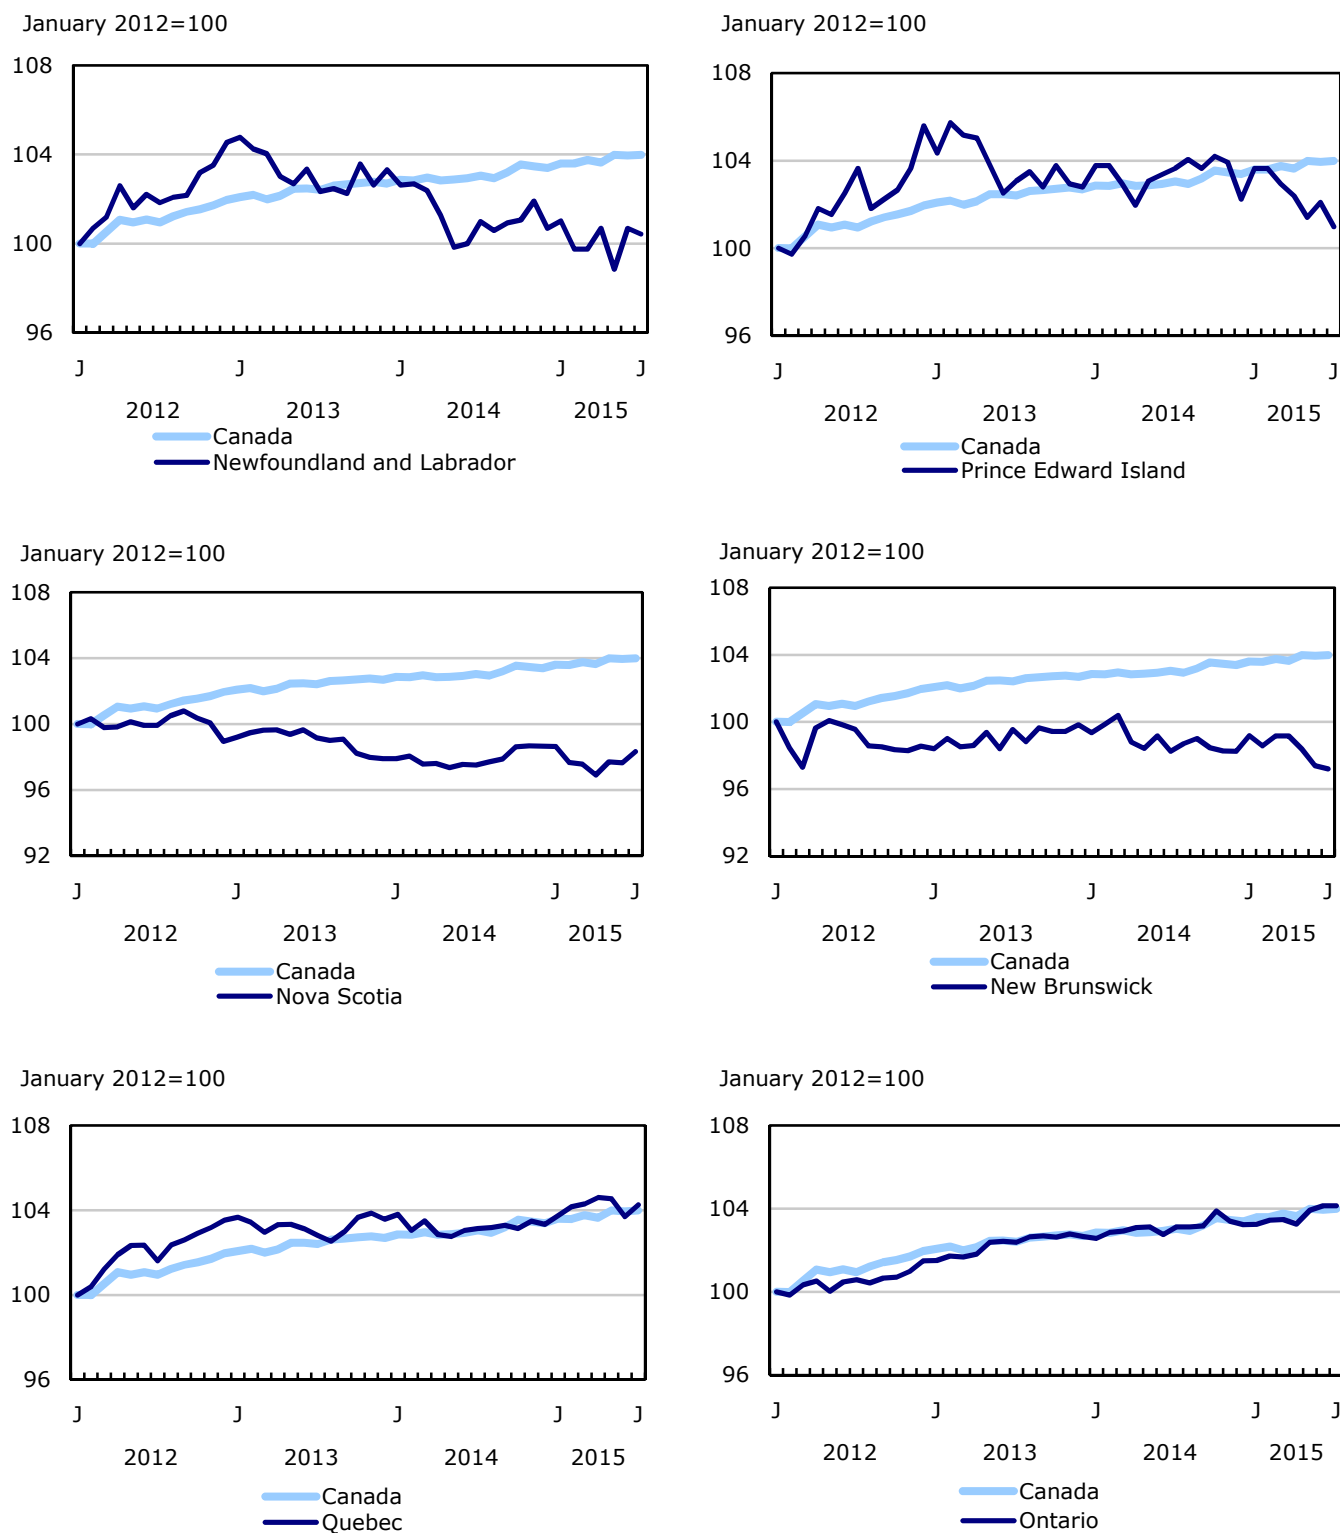 January 2012=100
108
104
100
96
J J J J J
2012 2013 2014 2015
Canada
Newfoundland and Labrador
January 2012=100
108
104
100
96
J J J J J
2012 2013 2014 2015
Canada
Prince Edward Island
January 2012=100
108
104
100
96
92
J J J J J
2012 2013 2014 2015
Canada
Nova Scotia
January 2012=100
108
104
100
96
92
J J J J J
2012 2013 2014 2015
Canada
New Brunswick
January 2012=100
108
104
100
96
J J J J J
2012 2013 2014 2015
Canada
Quebec
January 2012=100
108
104
100
96
J J J J J
2012 2013 2014 2015
Canada
Ontario